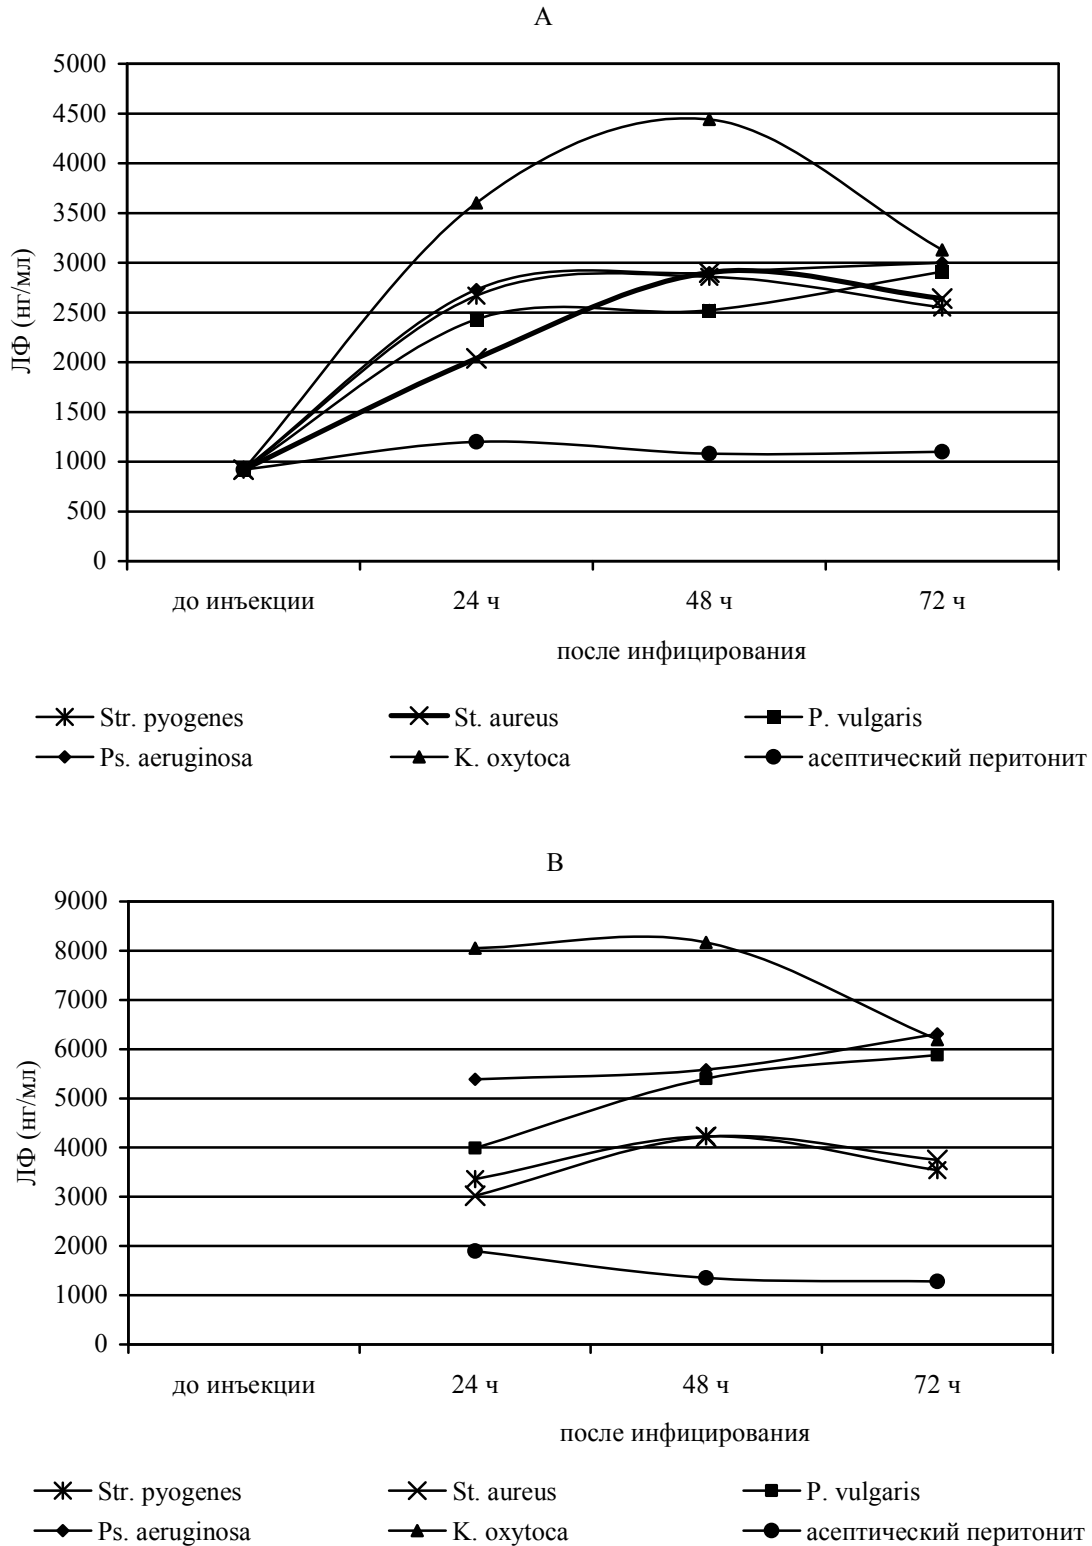 А
5000
4500
4000
3500
3000
2500
2000
1500
1000
500
0
ЛФ (нг/мл)
до инъекции 24 ч 48 ч 72 ч
после инфицирования
Str. pyogenes St. aureus P. vulgaris
Ps. aeruginosa K. oxytoca асептический перитонит
В
9000
8000
7000
6000
5000
4000
3000
2000
1000
0
ЛФ (нг/мл)
до инъекции 24 ч 48 ч 72 ч
после инфицирования
Str. pyogenes St. aureus P. vulgaris
Ps. aeruginosa K. oxytoca асептический перитонит